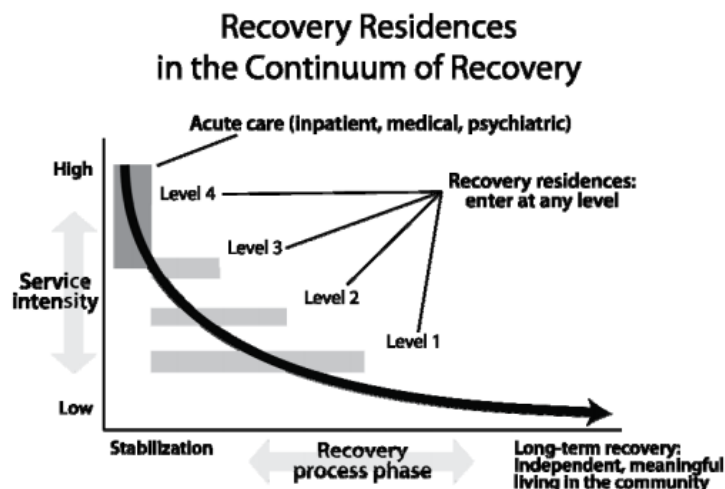 Recovery Residences
in the Continuum of Recovery
Acute care (inpatient, medical, psychiatric)
High
Level 4
Recovery residences:
enter at any level
Level 3
Service
intensity
Level 2
Level 1
Low
Stabilization
Recovery
process phase
Long-term recovery:
independent, meaningful
living in the community